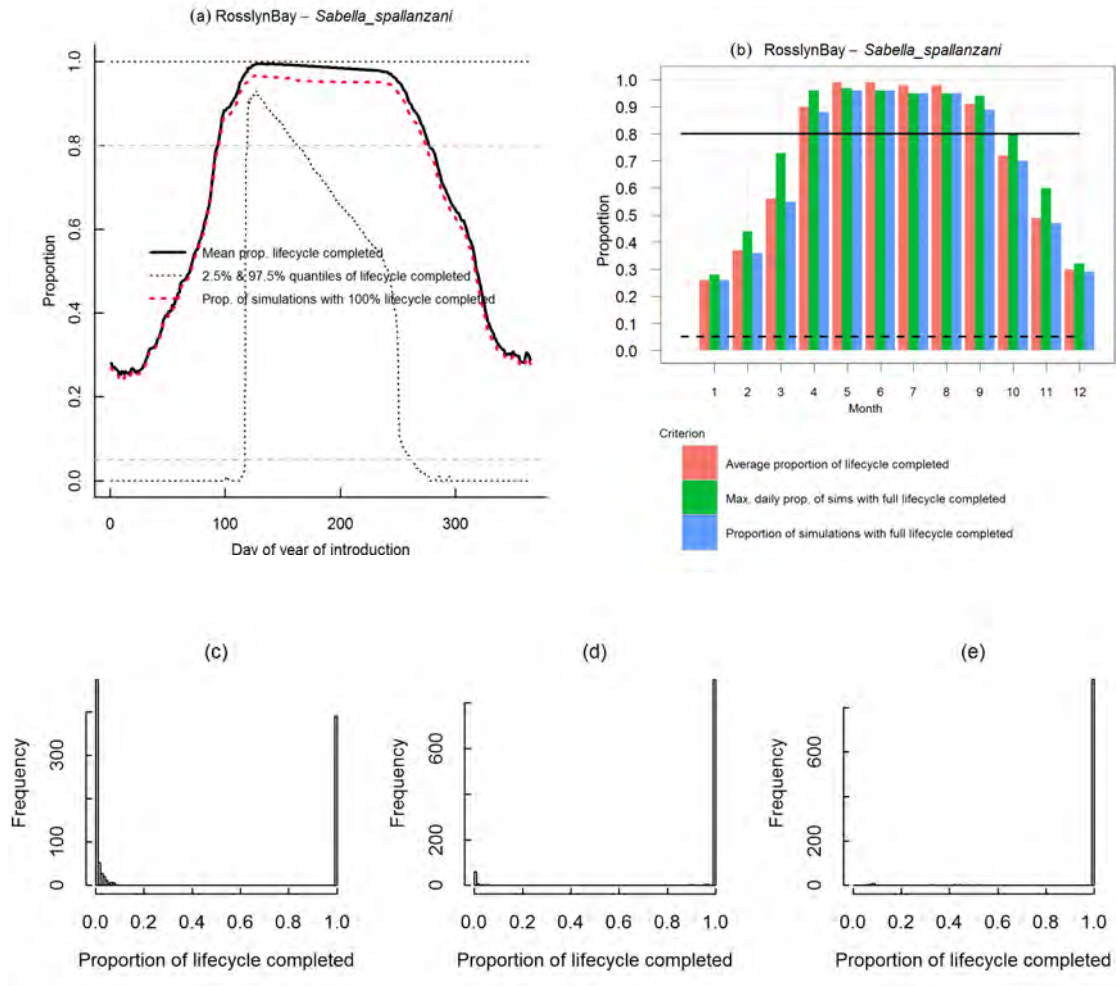 (a) RosslynBay – Sabella_spallanzani
1.0
0.8
0.6
0.4
0.2
0.0
Proportion
Mean prop. lifecycle completed
2.5% & 97.5% quantiles of lifecycle completed
Prop. of simulations with 100% lifecycle completed
0 100 200 300
Day of year of introduction
(b) RosslynBay – Sabella_spallanzani
1.0
0.9
0.8
0.7
0.6
0.5
0.4
0.3
0.2
0.1
0.0
Proportion
1 2 3 4 5 6 7 8 9 10 11 12
Month
Criterion
Average proportion of lifecycle completed
Max. daily prop. of sims with full lifecycle completed
Proportion of simulations with full lifecycle completed
(c)
Frequency
300
100
0
0.0 0.2 0.4 0.6 0.8 1.0
Proportion of lifecycle completed
(d)
Frequency
600
200
0
0.0 0.2 0.4 0.6 0.8 1.0
Proportion of lifecycle completed
(e)
Frequency
600
200
0
0.0 0.2 0.4 0.6 0.8 1.0
Proportion of lifecycle completed